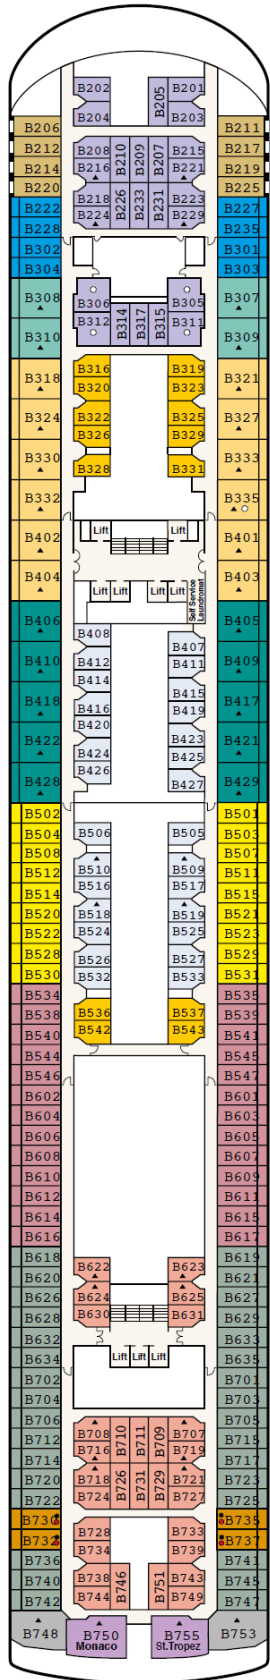 B202 B205 B201
B204 B203
B206 B211
B212 B208 B210 B209 B207 B215 B217
B214 B216 B221 B219
B220 B218 B226 B233 B231 B223 B225
B222 B224 B229 B227
B228 B235
B302 B301
B304 B303
B308 B306 B305 B307
B310 B312 B314 B317 B315 B311 B309
B318 B316 B319 B321
B320 B323
B324 B322 B325 B327
B326 B329
B330 B328 B331 B333
B332 B335
B402 Lift Lift B401
B404 Lift Lift Lift Lift Self Service Laundromat B403
B406 B408 B407 B405
B410 B412 B411 B409
B414 B415
B418 B416 B419 B417
B420 B423
B422 B424 B425 B421
B428 B426 B427 B429
B502 B501
B504 B506 B505 B503
B508 B507
B512 B510 B509 B511
B514 B516 B517 B515
B520 B518 B519 B521
B522 B524 B525 B523
B528 B526 B527 B529
B530 B532 B533 B531
B534 B535
B538 B536 B537 B539
B540 B542 B543 B541
B544 B545
B546 B547
B602 B601
B604 B603
B606 B605
B608 B607
B610 B609
B612 B611
B614 B615
B616 B617
B618 B622 B623 B619
B620 B624 B625 B621
B626 B630 B631 B627
B628 B629
B632 B633
B634 Lift Lift Lift B635
B702 B701
B704 B703
B706 B708 B710 B711 B709 B707 B705
B712 B716 B719 B715
B714 B718 B726 B731 B729 B721 B717
B720 B724 B727 B723
B722 B725
B730 B728 B733 B735
B732 B734 B739 B737
B736 B738 B746 B751 B743 B741
B740 B744 B749 B745
B742 B747
B748 B750 B755 B753
Monaco St.Tropez